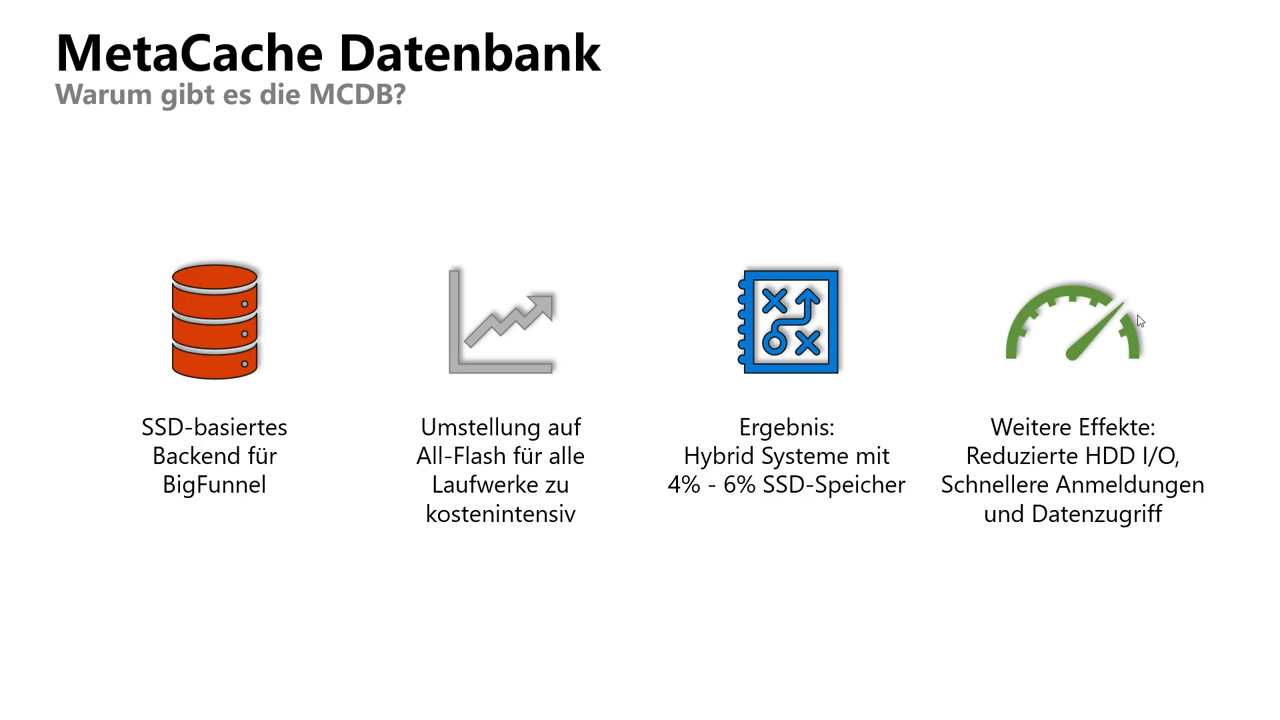 MetaCache Datenbank
Warum gibt es die MCDB?
SSD-basiertes
Backend für
BigFunnel
Umstellung auf
All-Flash für alle
Laufwerke zu
kostenintensiv
Ergebnis:
Hybrid Systeme mit
4% - 6% SSD-Speicher
Weitere Effekte:
Reduzierte HDD I/O,
Schnellere Anmeldungen
und Datenzugriff